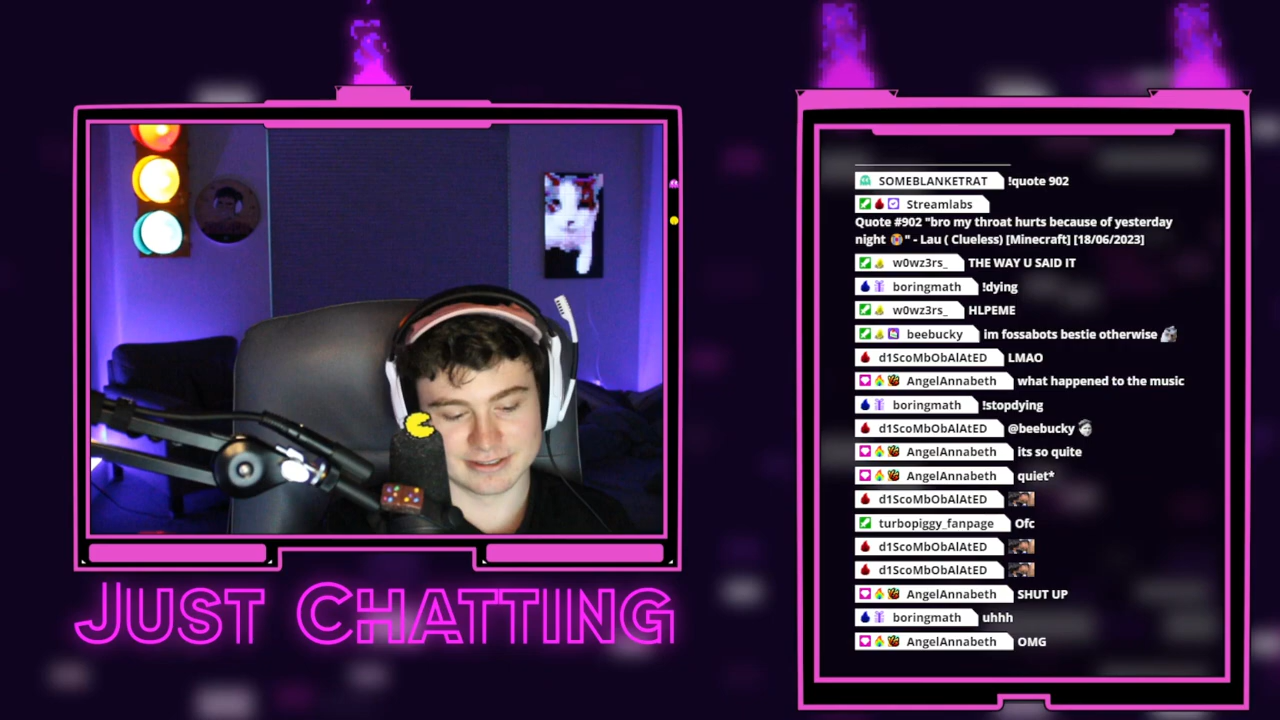 SOMEBLANKETRAT !quote 902
Streamlabs
Quote #902 "bro my throat hurts because of yesterday
night " - Lau ( Clueless) [Minecraft] [18/06/2023]
w0wz3rs_ THE WAY U SAID IT
boringmath !dying
w0wz3rs_ HLPEME
beebucky im fossabots bestie otherwise
d1ScoMbObAlAtED LMAO
AngelAnnabeth what happened to the music
boringmath !stopdying
d1ScoMbObAlAtED @beebucky
AngelAnnabeth its so quite
AngelAnnabeth quiet*
d1ScoMbObAlAtED
turbopiggy_fanpage Ofc
d1ScoMbObAlAtED
d1ScoMbObAlAtED
AngelAnnabeth SHUT UP
boringmath uhhh
AngelAnnabeth OMG
JUST CHATTING